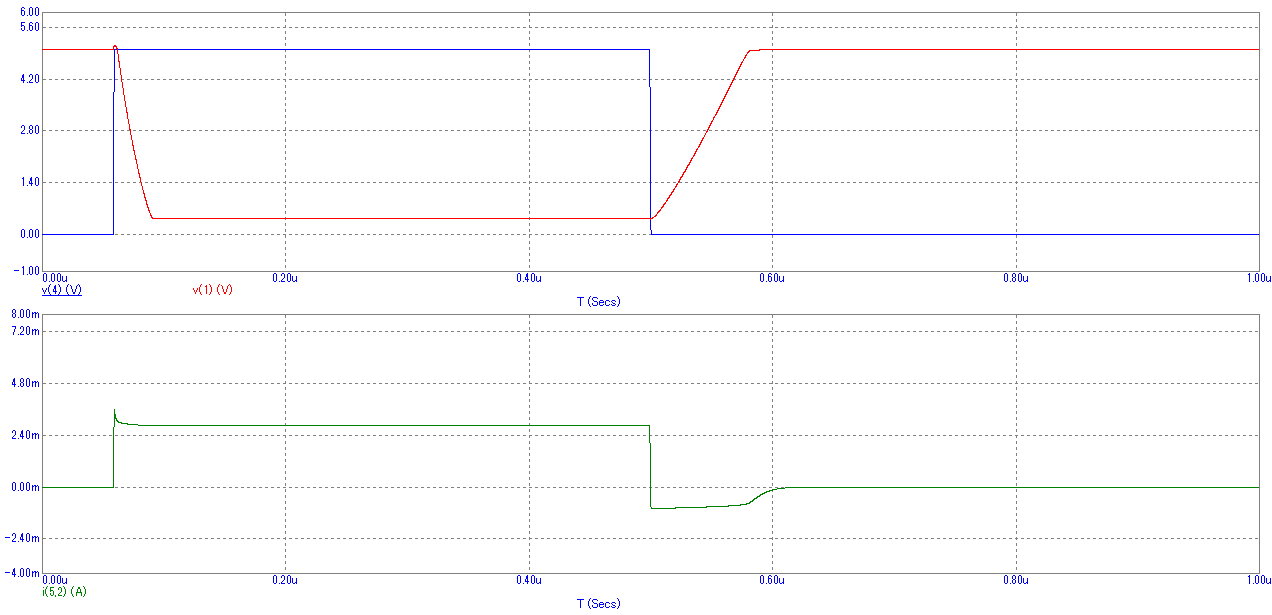 6.00
5.60
4.20
2.80
1.40
0.00
-1.00
0.00u 0.20u 0.40u 0.60u 0.80u 1.00u
v(4) (V) v(1) (V)
T (Secs)
8.00m
7.20m
4.80m
2.40m
0.00m
-2.40m
-4.00m
0.00u 0.20u 0.40u 0.60u 0.80u 1.00u
i(5,2) (A)
T (Secs)